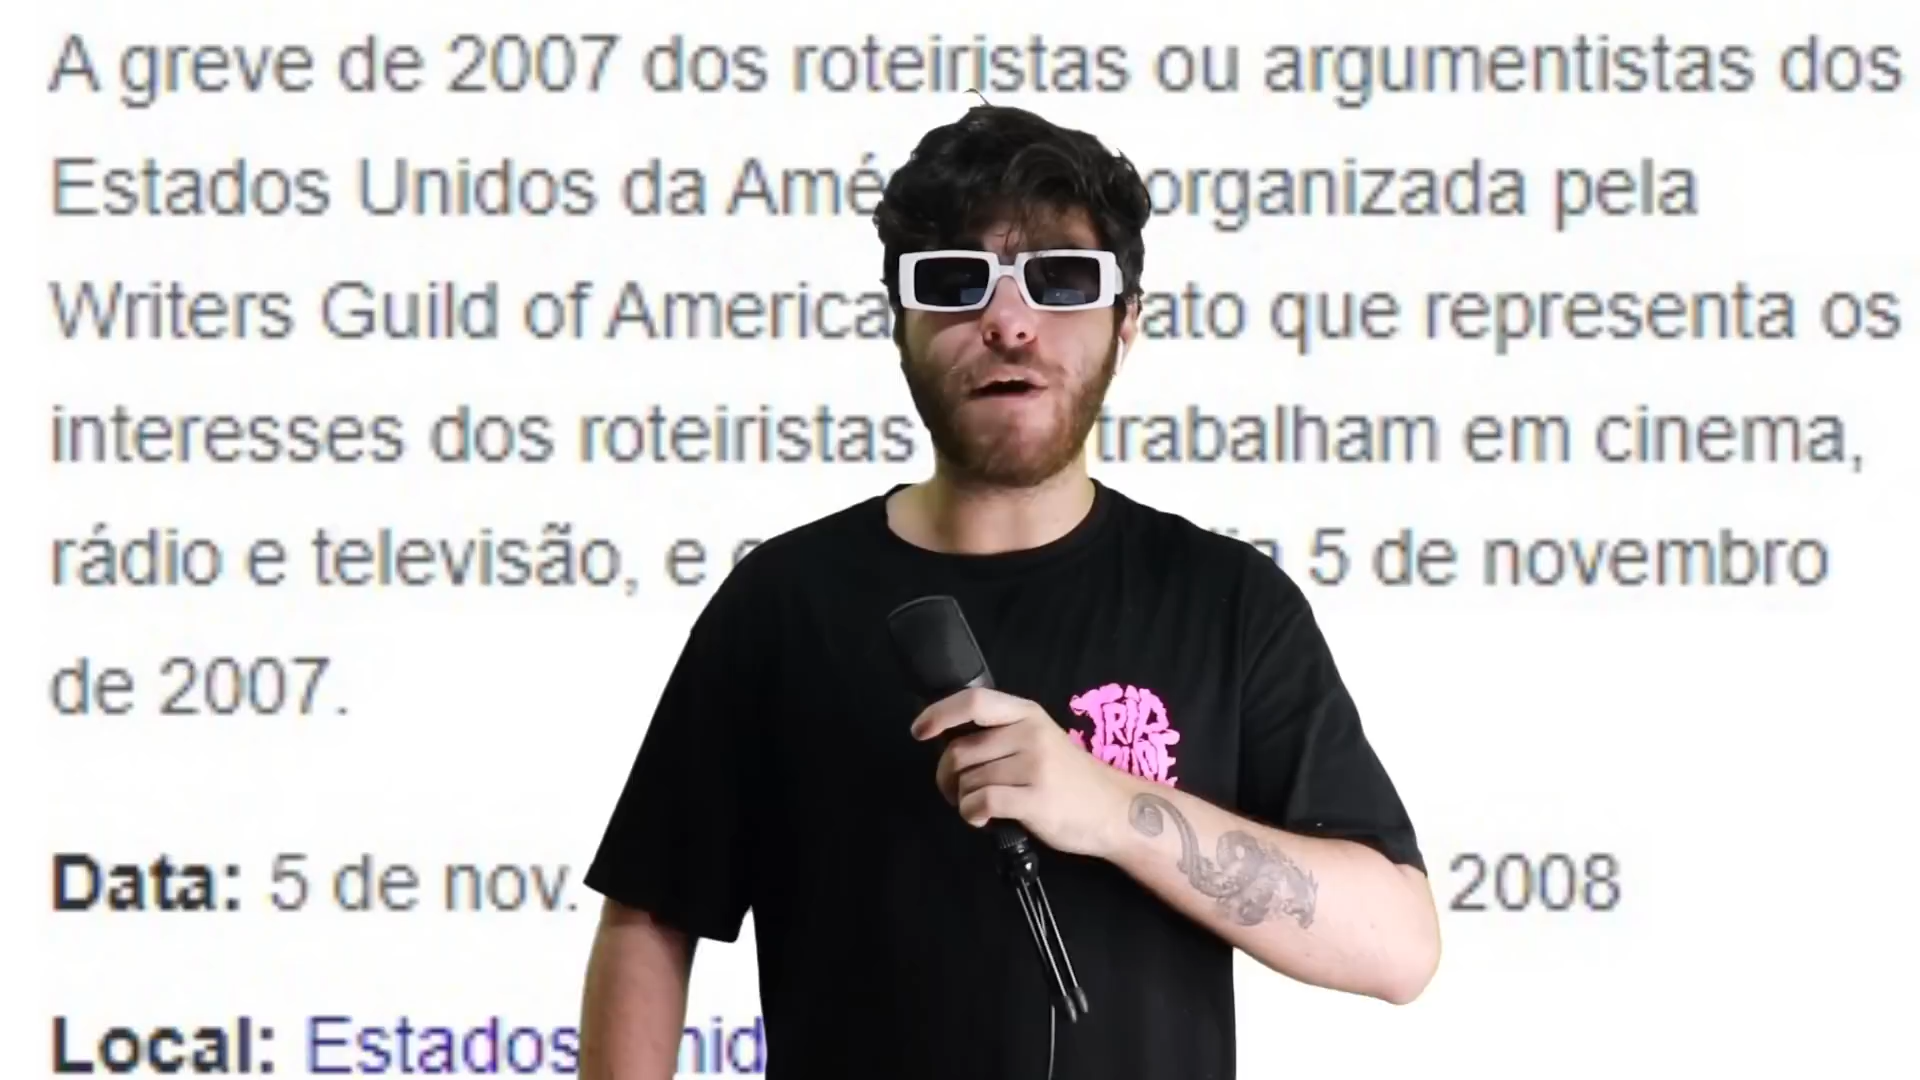 A greve de 2007 dos roteiristas ou argumentistas dos
Estados Unidos da Amé organizada pela
Writers Guild of America ato que representa os
interesses dos roteiristas trabalham em cinema,
rádio e televisão, e 5 de novembro
de 2007.
TRIP
Data: 5 de nov. 2008
Local: Estados nid